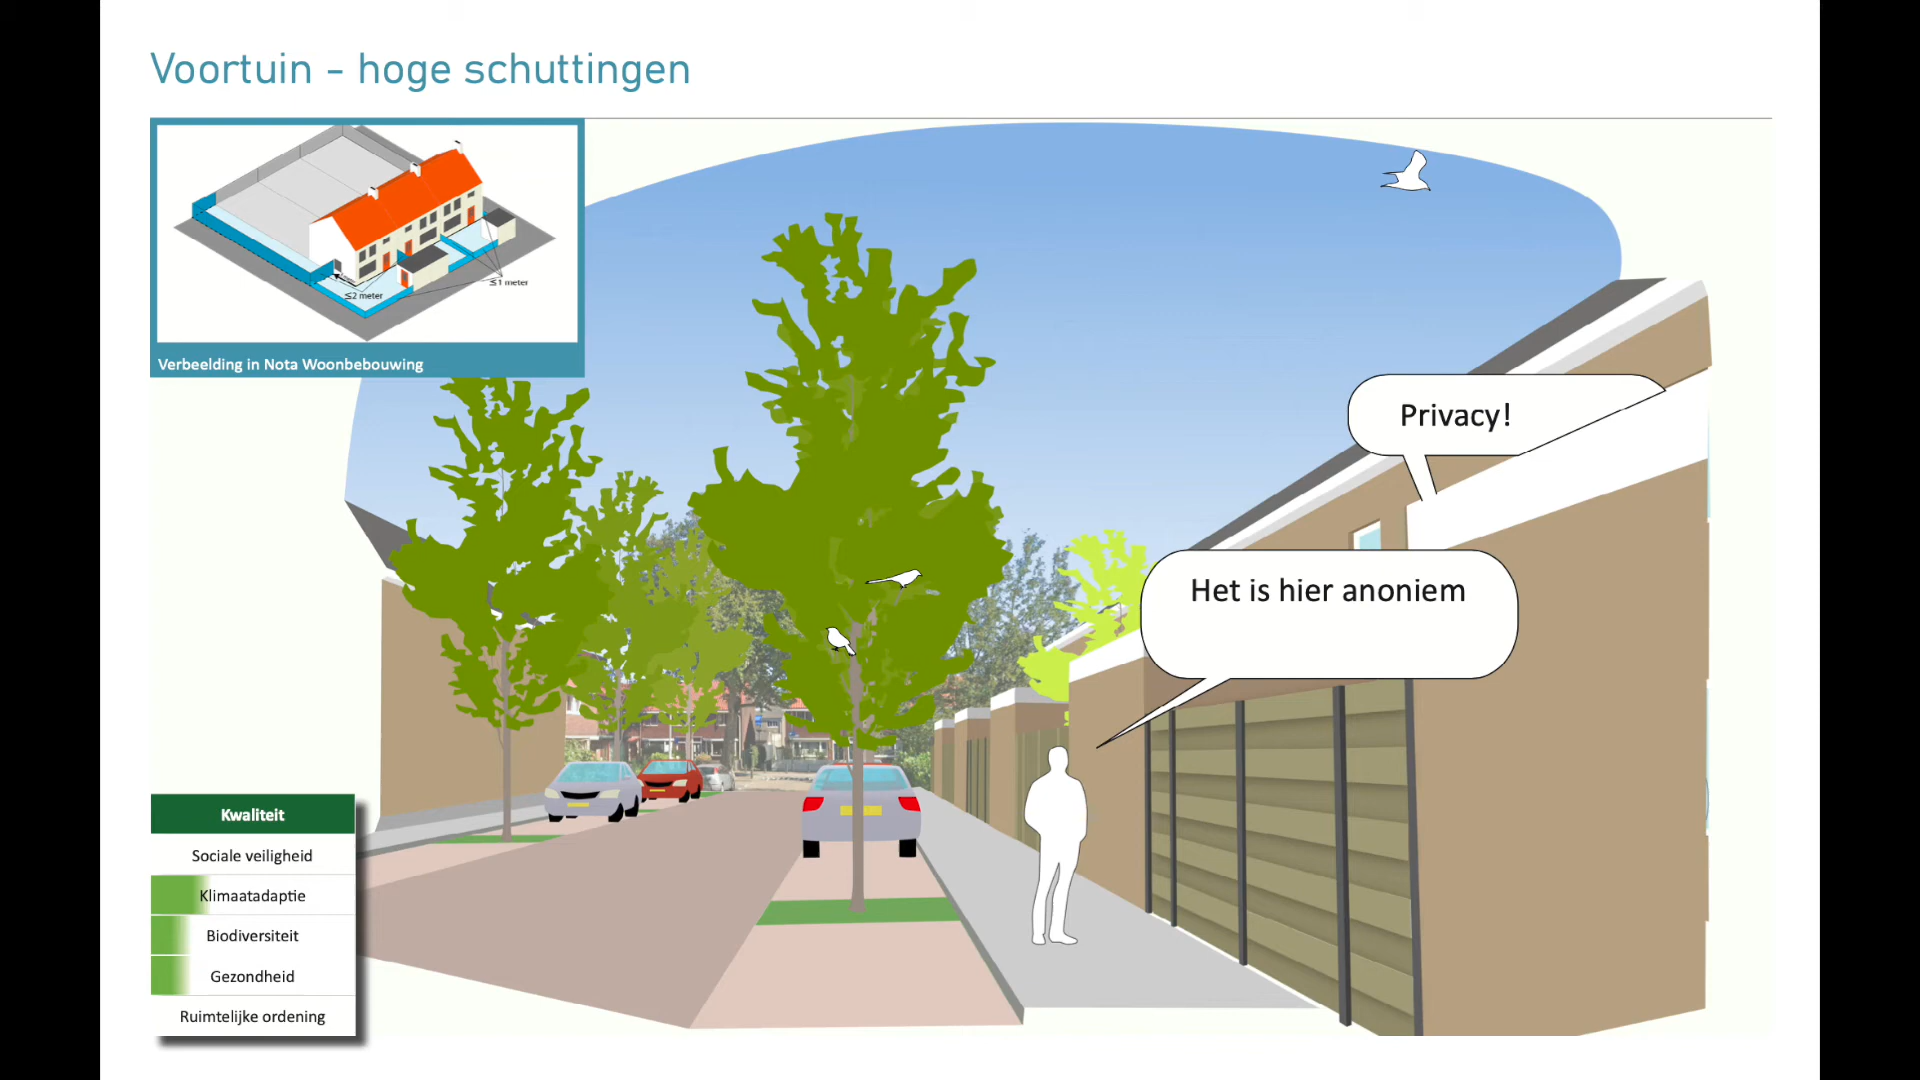 Voortuin - hoge schuttingen
≤2 meter
≤1 meter
Verbeelding in Nota Woonbebouwing
Privacy!
Het is hier anoniem
Kwaliteit
Sociale veiligheid
Klimaatadaptie
Biodiversiteit
Gezondheid
Ruimtelijke ordening